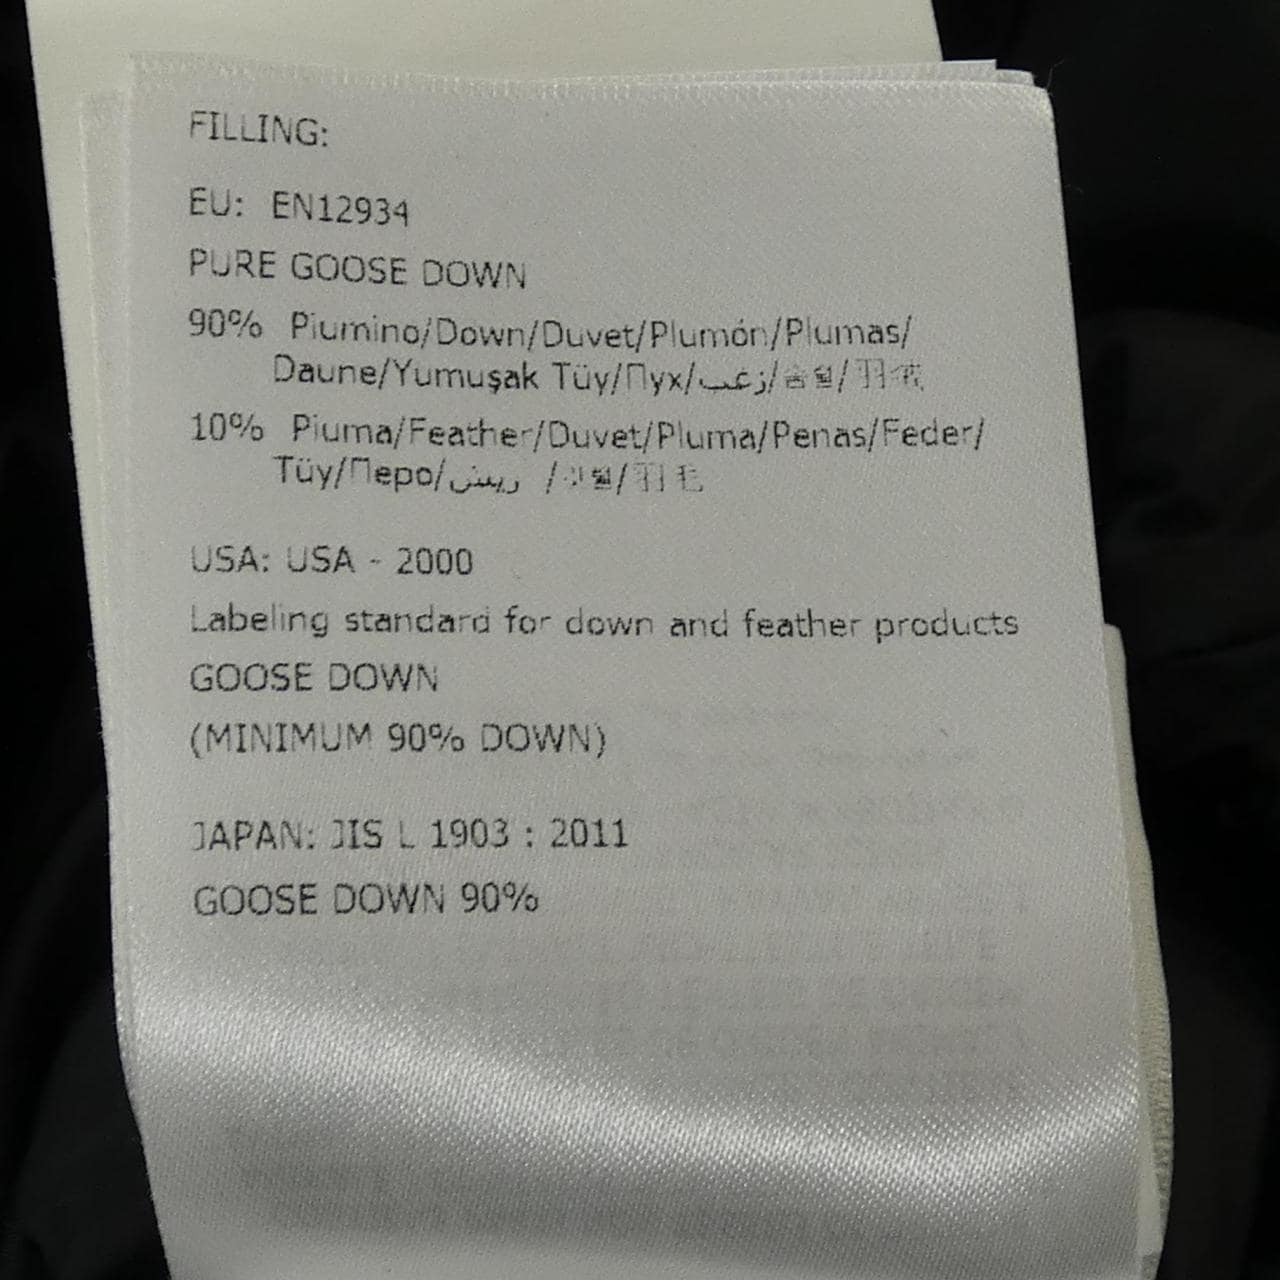 FILLING:
EU: EN12934
PURE GOOSE DOWN
90% Piumino/Down/Duvet/Plumón/Plumas/
Daune/Yumuşak Tüy/Пух/زغب/솜털/羽绒
10% Piuma/Feather/Duvet/Pluma/Penas/Feder/
Tüy/Перо/ريش /깃털/羽毛
USA: USA - 2000
Labeling standard for down and feather products
GOOSE DOWN
(MINIMUM 90% DOWN)
JAPAN: JIS L 1903 : 2011
GOOSE DOWN 90%